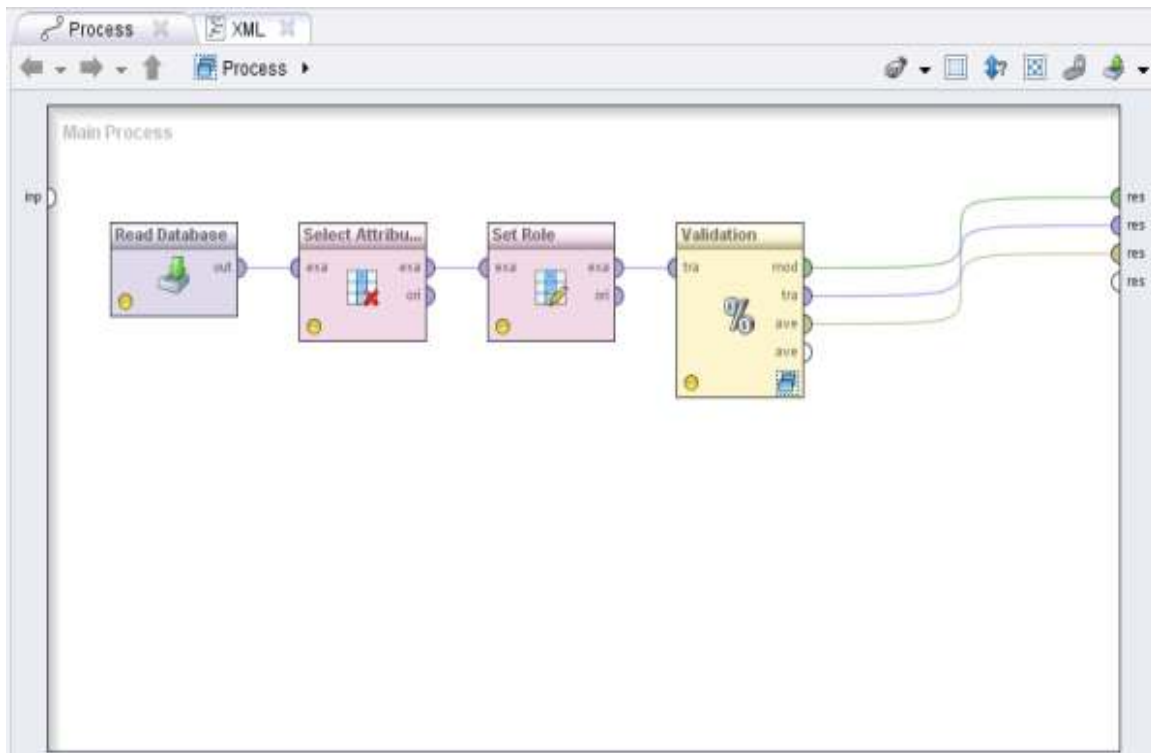 Process
XML
Process
Main Process
inp
Read Database
out
Select Attribu...
exa
exa
ori
Set Role
exa
exa
ori
Validation
tra
mod
tra
ave
ave
res
res
res
res